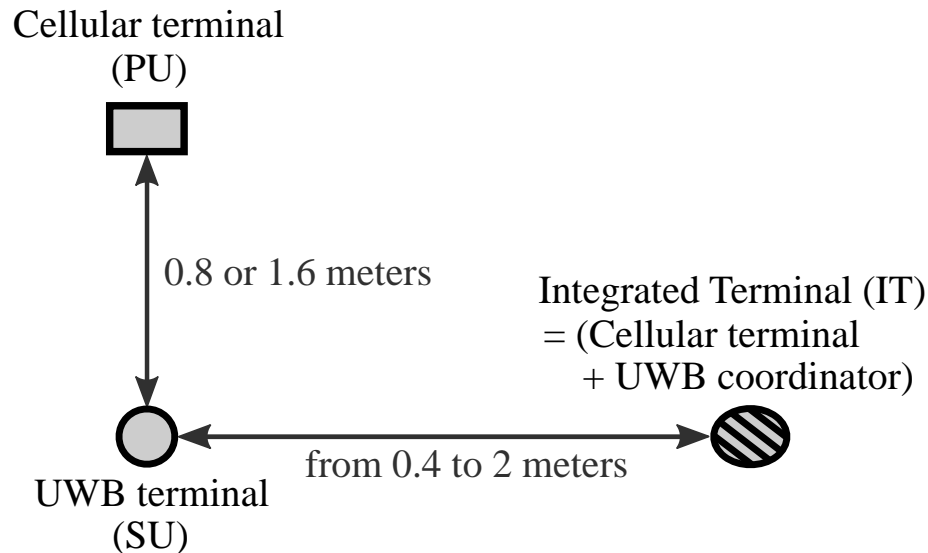 Cellular terminal
(PU)
0.8 or 1.6 meters
Integrated Terminal (IT)
= (Cellular terminal
+ UWB coordinator)
from 0.4 to 2 meters
UWB terminal
(SU)